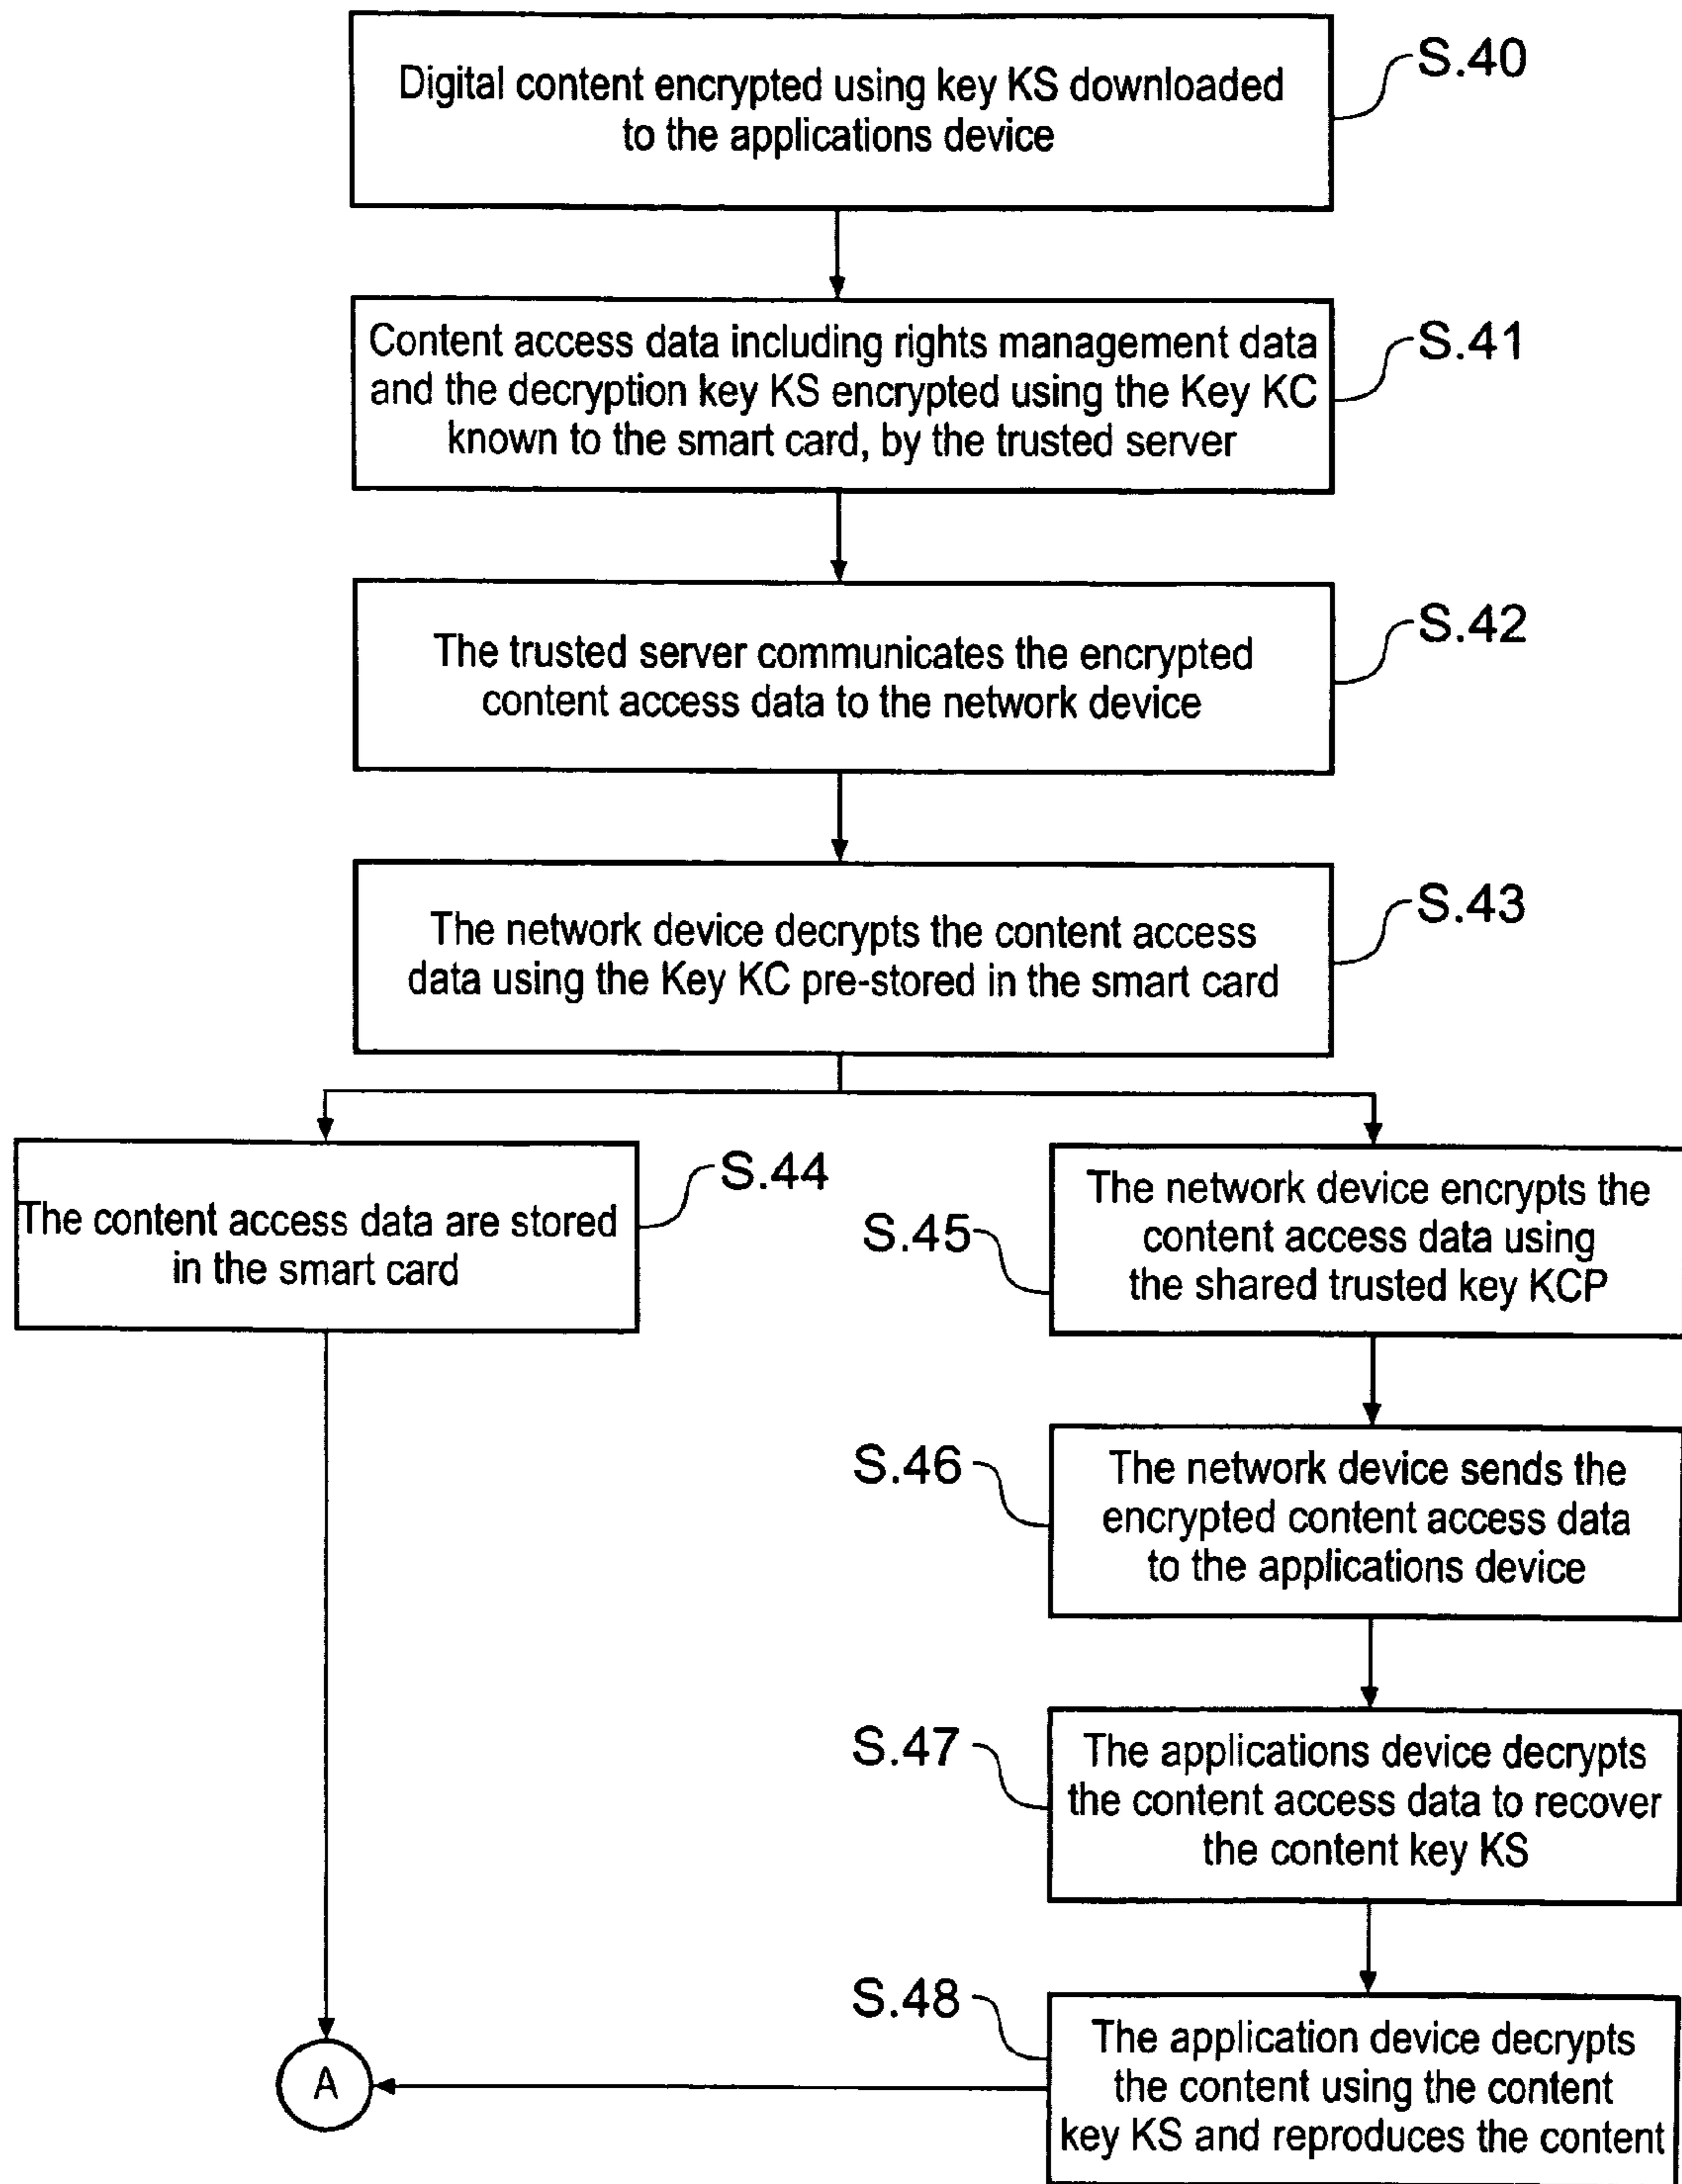 Digital content encrypted using key KS downloaded
to the applications device
S.40
Content access data including rights management data
and the decryption key KS encrypted using the Key KC
known to the smart card, by the trusted server
S.41
The trusted server communicates the encrypted
content access data to the network device
S.42
The network device decrypts the content access
data using the Key KC pre-stored in the smart card
S.43
The content access data are stored
in the smart card
S.44
S.45
The network device encrypts the
content access data using
the shared trusted key KCP
S.46
The network device sends the
encrypted content access data
to the applications device
S.47
The applications device decrypts
the content access data to recover
the content key KS
S.48
The application device decrypts
the content using the content
key KS and reproduces the content
A